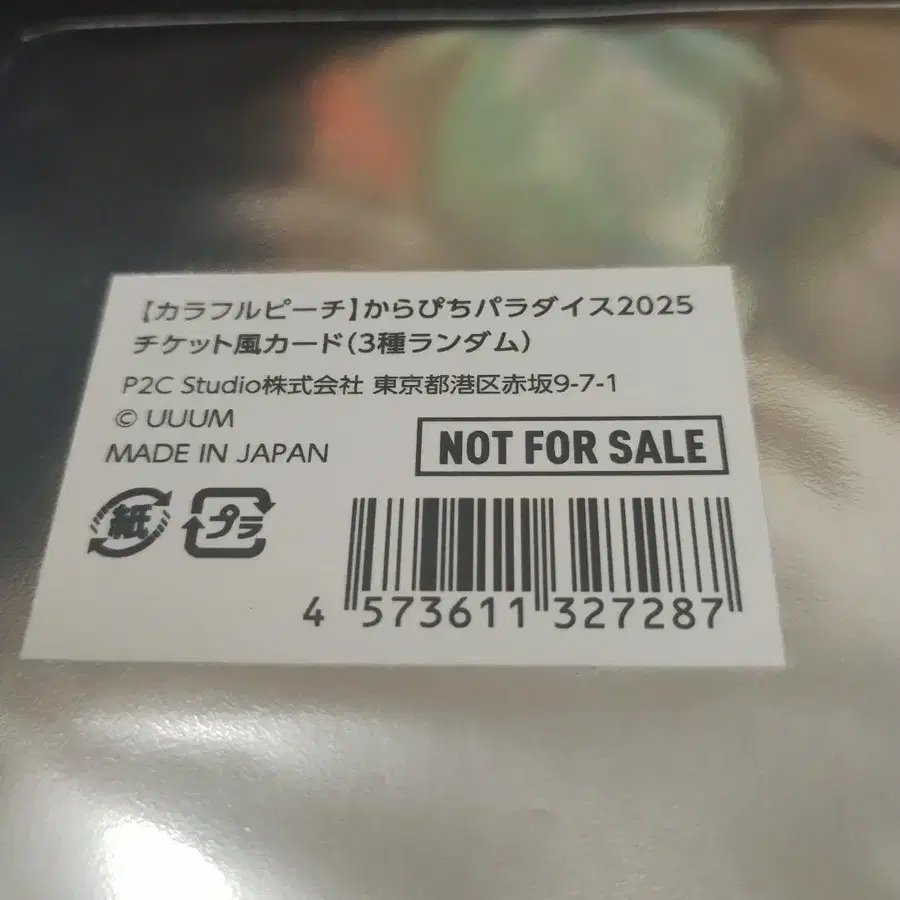 【カラフルピーチ】からぴちパラダイス2025
チケット風カード(3種ランダム)
P2C Studio株式会社 東京都港区赤坂9-7-1
© UUUM
MADE IN JAPAN
NOT FOR SALE
紙
プラ
4 573611 327287